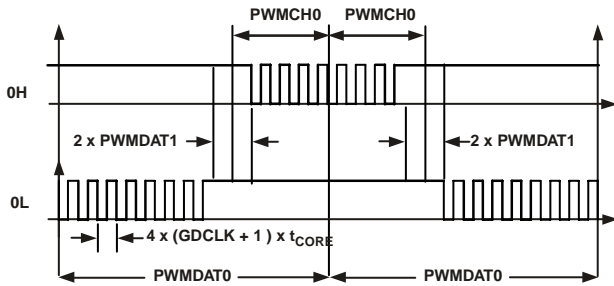 PWMCH0 PWMCH0
0H
2 x PWMDAT1 2 x PWMDAT1
0L
4 x (GDCLK + 1 ) x tCORE
PWMDAT0 PWMDAT0